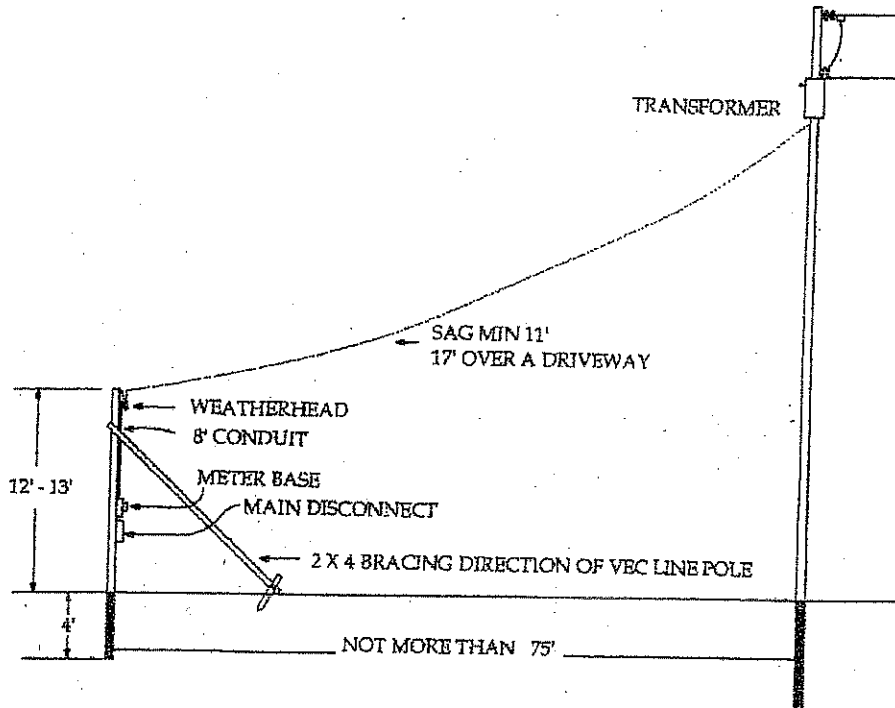 TRANSFORMER
SAG MIN 11'
17' OVER A DRIVEWAY
WEATHERHEAD
8' CONDUIT
12' - 13'
METER BASE
MAIN DISCONNECT
2 X 4 BRACING DIRECTION OF VEC LINE POLE
4'
NOT MORE THAN 75'